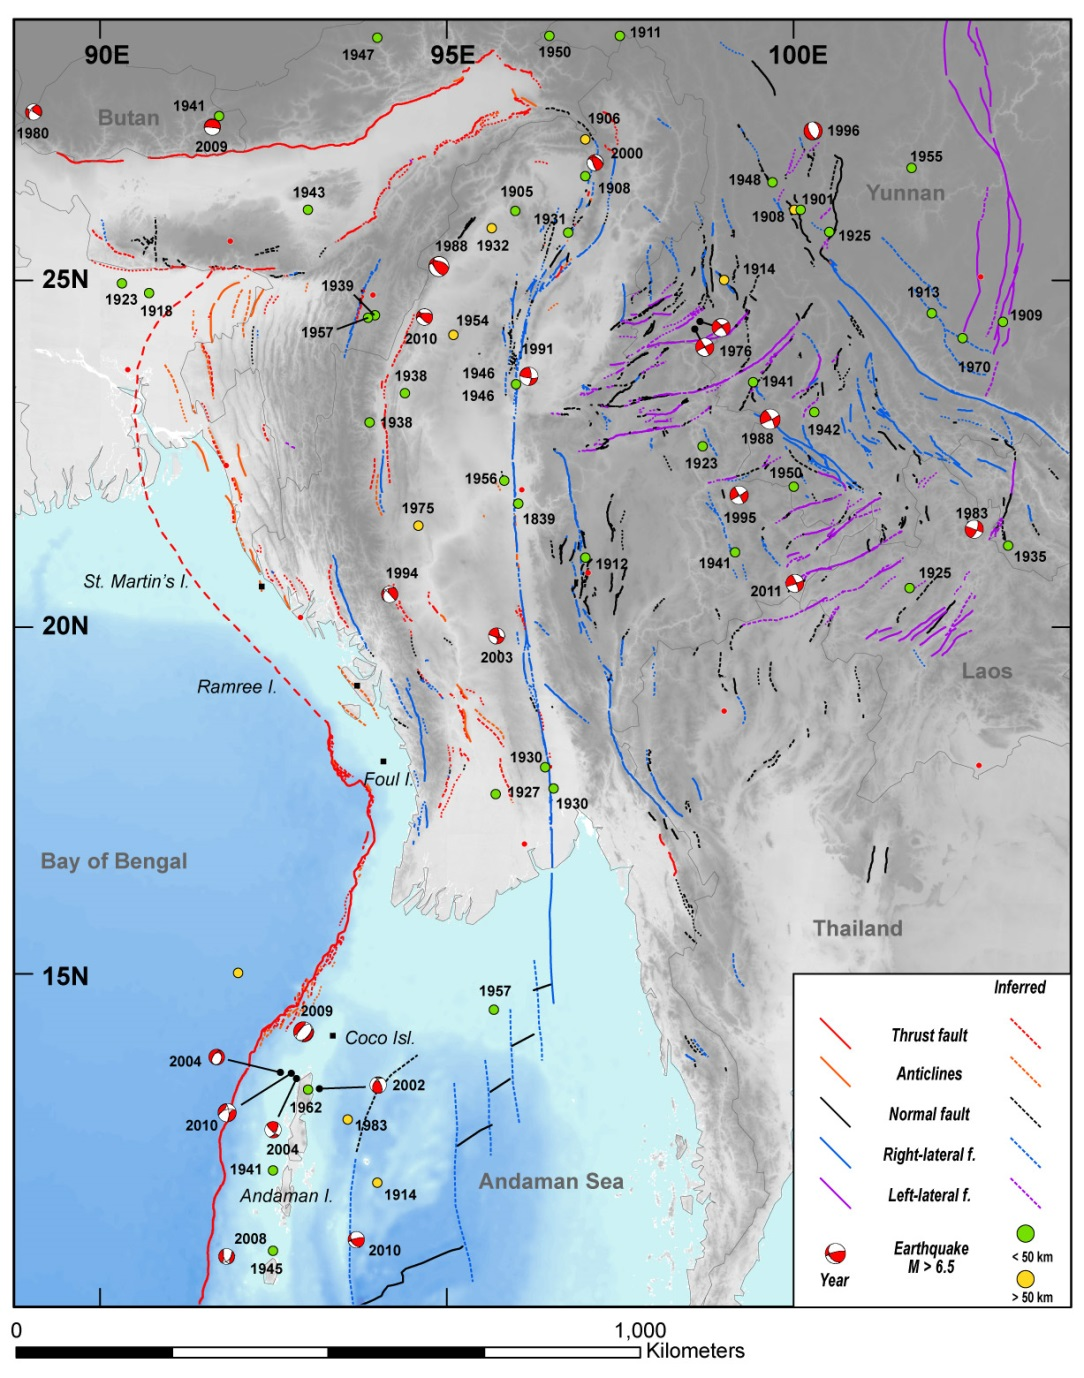 90E
95E
100E
1947
1950
1911
1941
Butan
1980
2009
1906
1996
2000
1955
1908
1948
Yunnan
1943
1905
1901
1908
1931
1925
1988
1932
25N
1939
1914
1923
1918
1913
1909
1957
1954
2010
1991
1976
1970
1946
1938
1941
1946
1938
1988
1942
1923
1956
1950
1975
1839
1995
1983
1935
1912
1941
1994
St. Martin's I.
2011
1925
20N
2003
Laos
Ramree I.
1930
Foul I.
1927
1930
Bay of Bengal
Thailand
15N
1957
2009
Coco Isl.
2004
2002
1962
2010
1983
2004
1941
Andaman Sea
Andaman I.
1914
2008
2010
1945
Inferred
Thrust fault
Anticlines
Normal fault
Right-lateral f.
Left-lateral f.
Earthquake
M > 6.5
Year
< 50 km
> 50 km
0
1,000
Kilometers